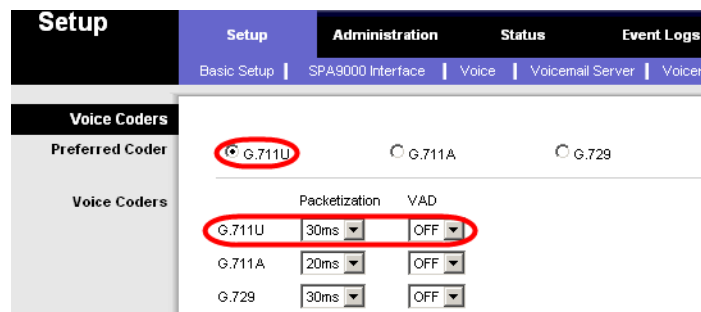 Setup
Setup Administration Status Event Logs
Basic Setup SPA9000 Interface Voice Voicemail Server
Voice Coders
Preferred Coder G.711U G.711A G.729
Voice Coders Packetization VAD
G.711U 30ms OFF
G.711A 20ms OFF
G.729 30ms OFF